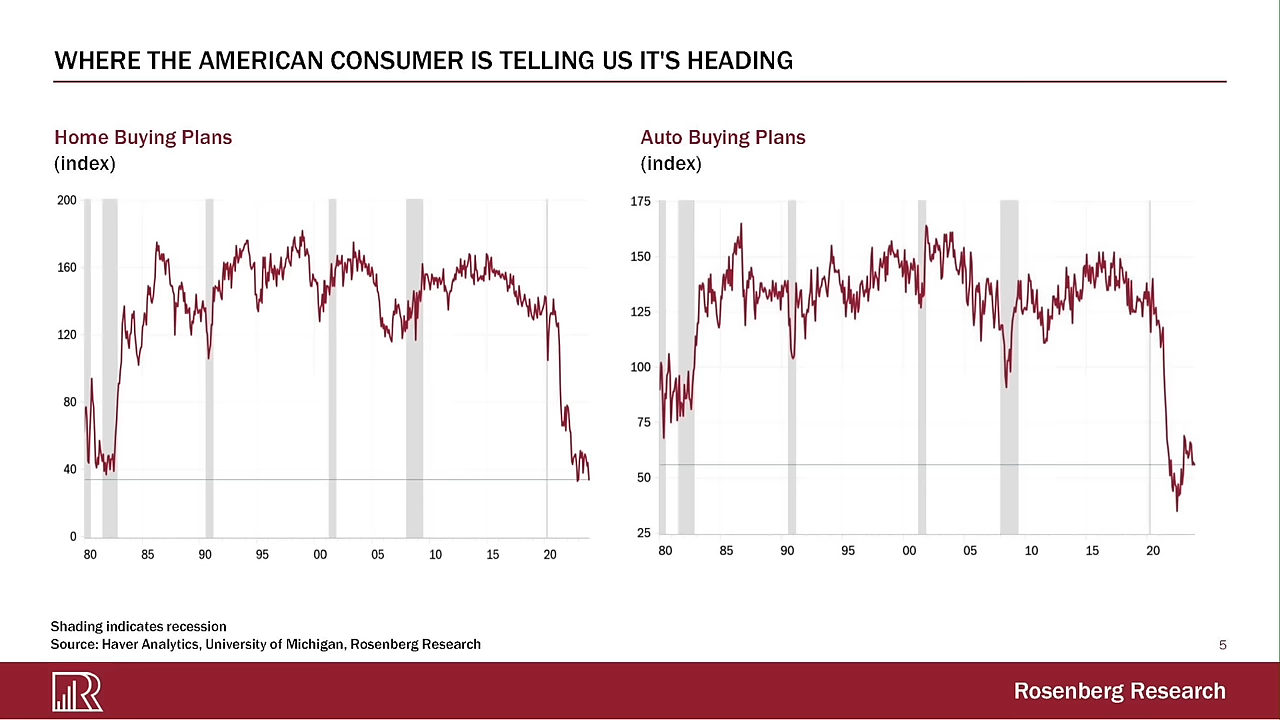 WHERE THE AMERICAN CONSUMER IS TELLING US IT'S HEADING
Home Buying Plans
(index)
200
160
120
80
40
0
80 85 90 95 00 05 10 15 20
Auto Buying Plans
(index)
175
150
125
100
75
50
25
80 85 90 95 00 05 10 15 20
Shading indicates recession
Source: Haver Analytics, University of Michigan, Rosenberg Research
5
R
Rosenberg Research